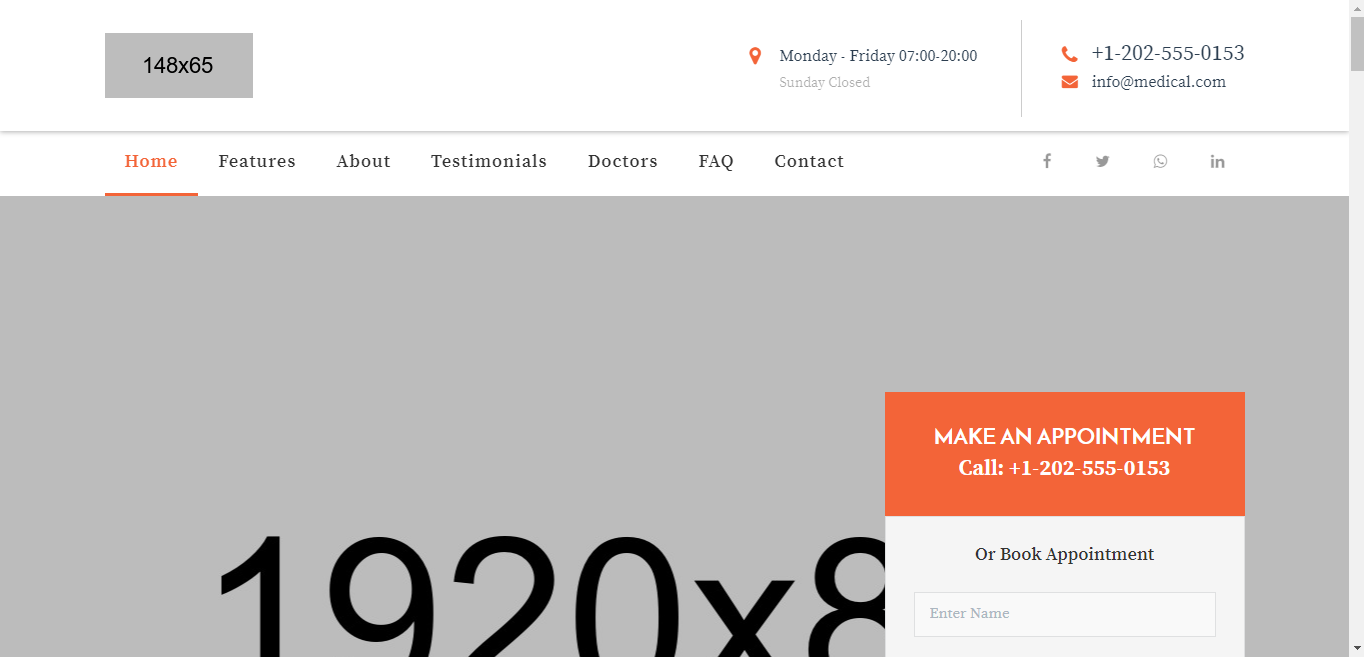 148x65
Monday - Friday 07:00-20:00
Sunday Closed
+1-202-555-0153
info@medical.com
Home Features About Testimonials Doctors FAQ Contact
MAKE AN APPOINTMENT
Call: +1-202-555-0153
Or Book Appointment
Enter Name
1920x8